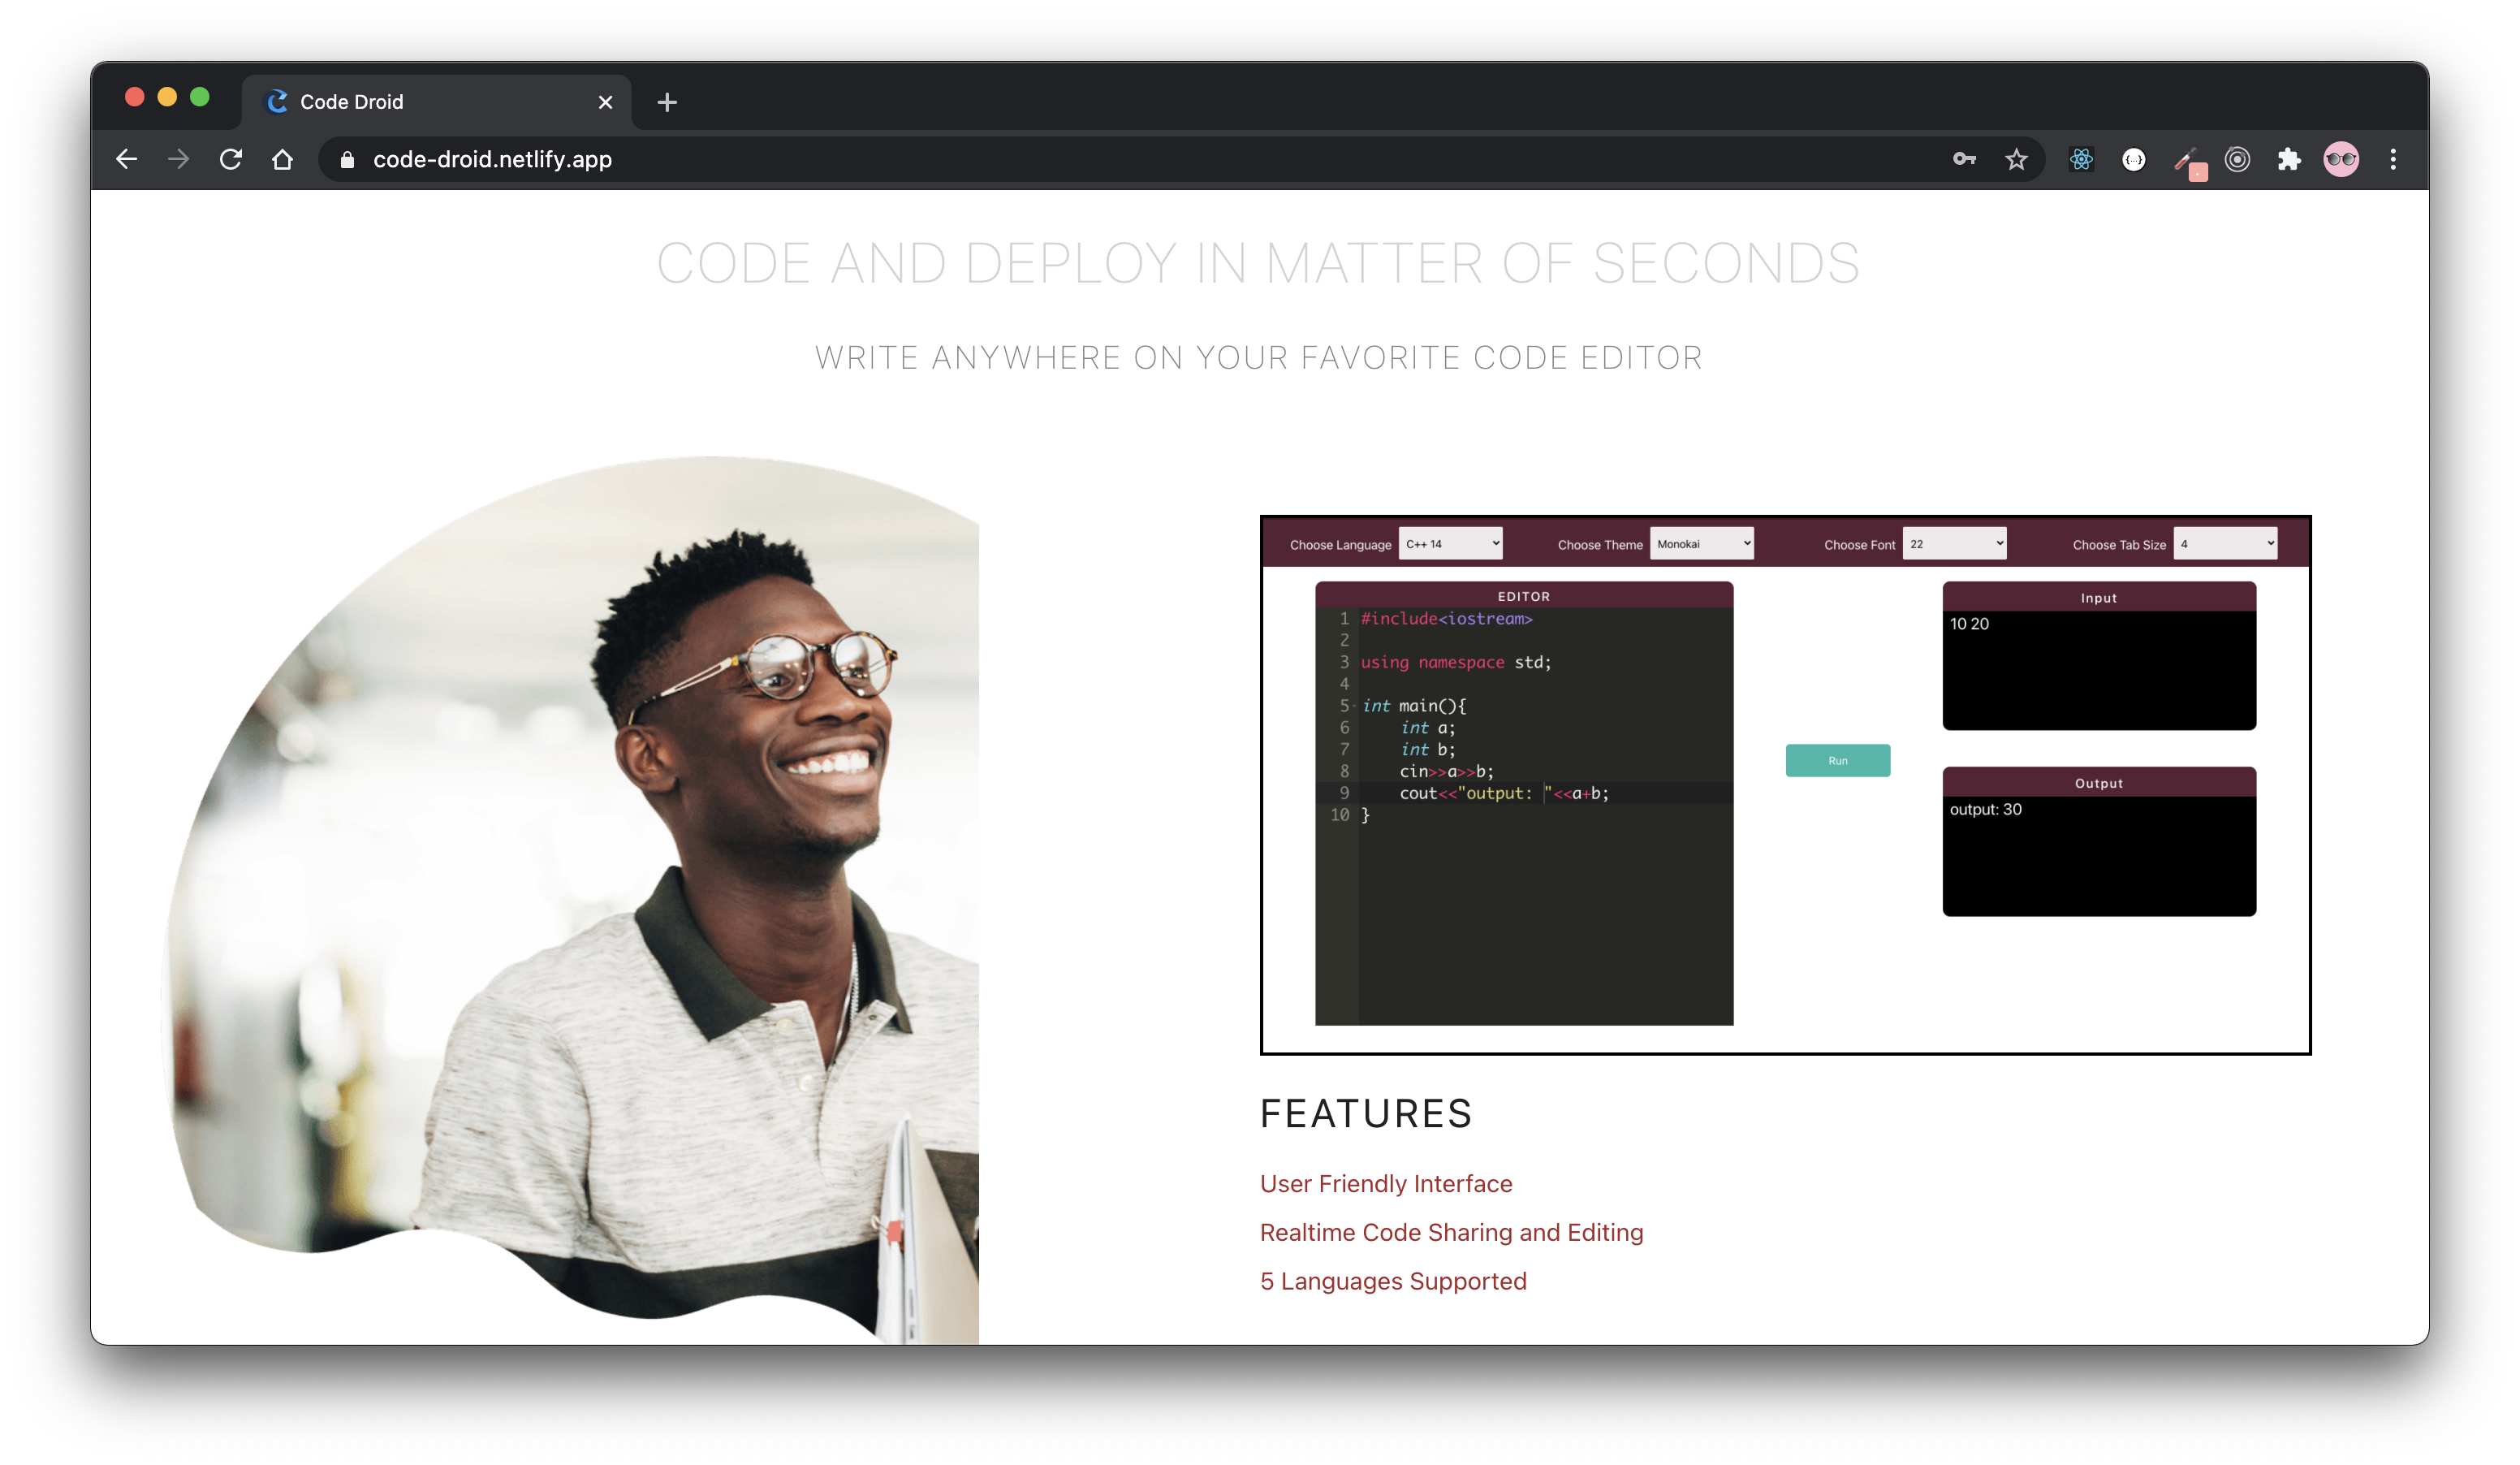 Code Droid
code-droid.netlify.app
CODE AND DEPLOY IN MATTER OF SECONDS
WRITE ANYWHERE ON YOUR FAVORITE CODE EDITOR
Choose Language C++ 14 Choose Theme Monokai Choose Font 22 Choose Tab Size 4
EDITOR
1 #include<iostream>
2
3 using namespace std;
4
5 int main(){
6 int a;
7 int b;
8 cin>>a>>b;
9 cout<<"output: "<<a+b;
10 }
Run
Input
10 20
Output
output: 30
FEATURES
User Friendly Interface
Realtime Code Sharing and Editing
5 Languages Supported